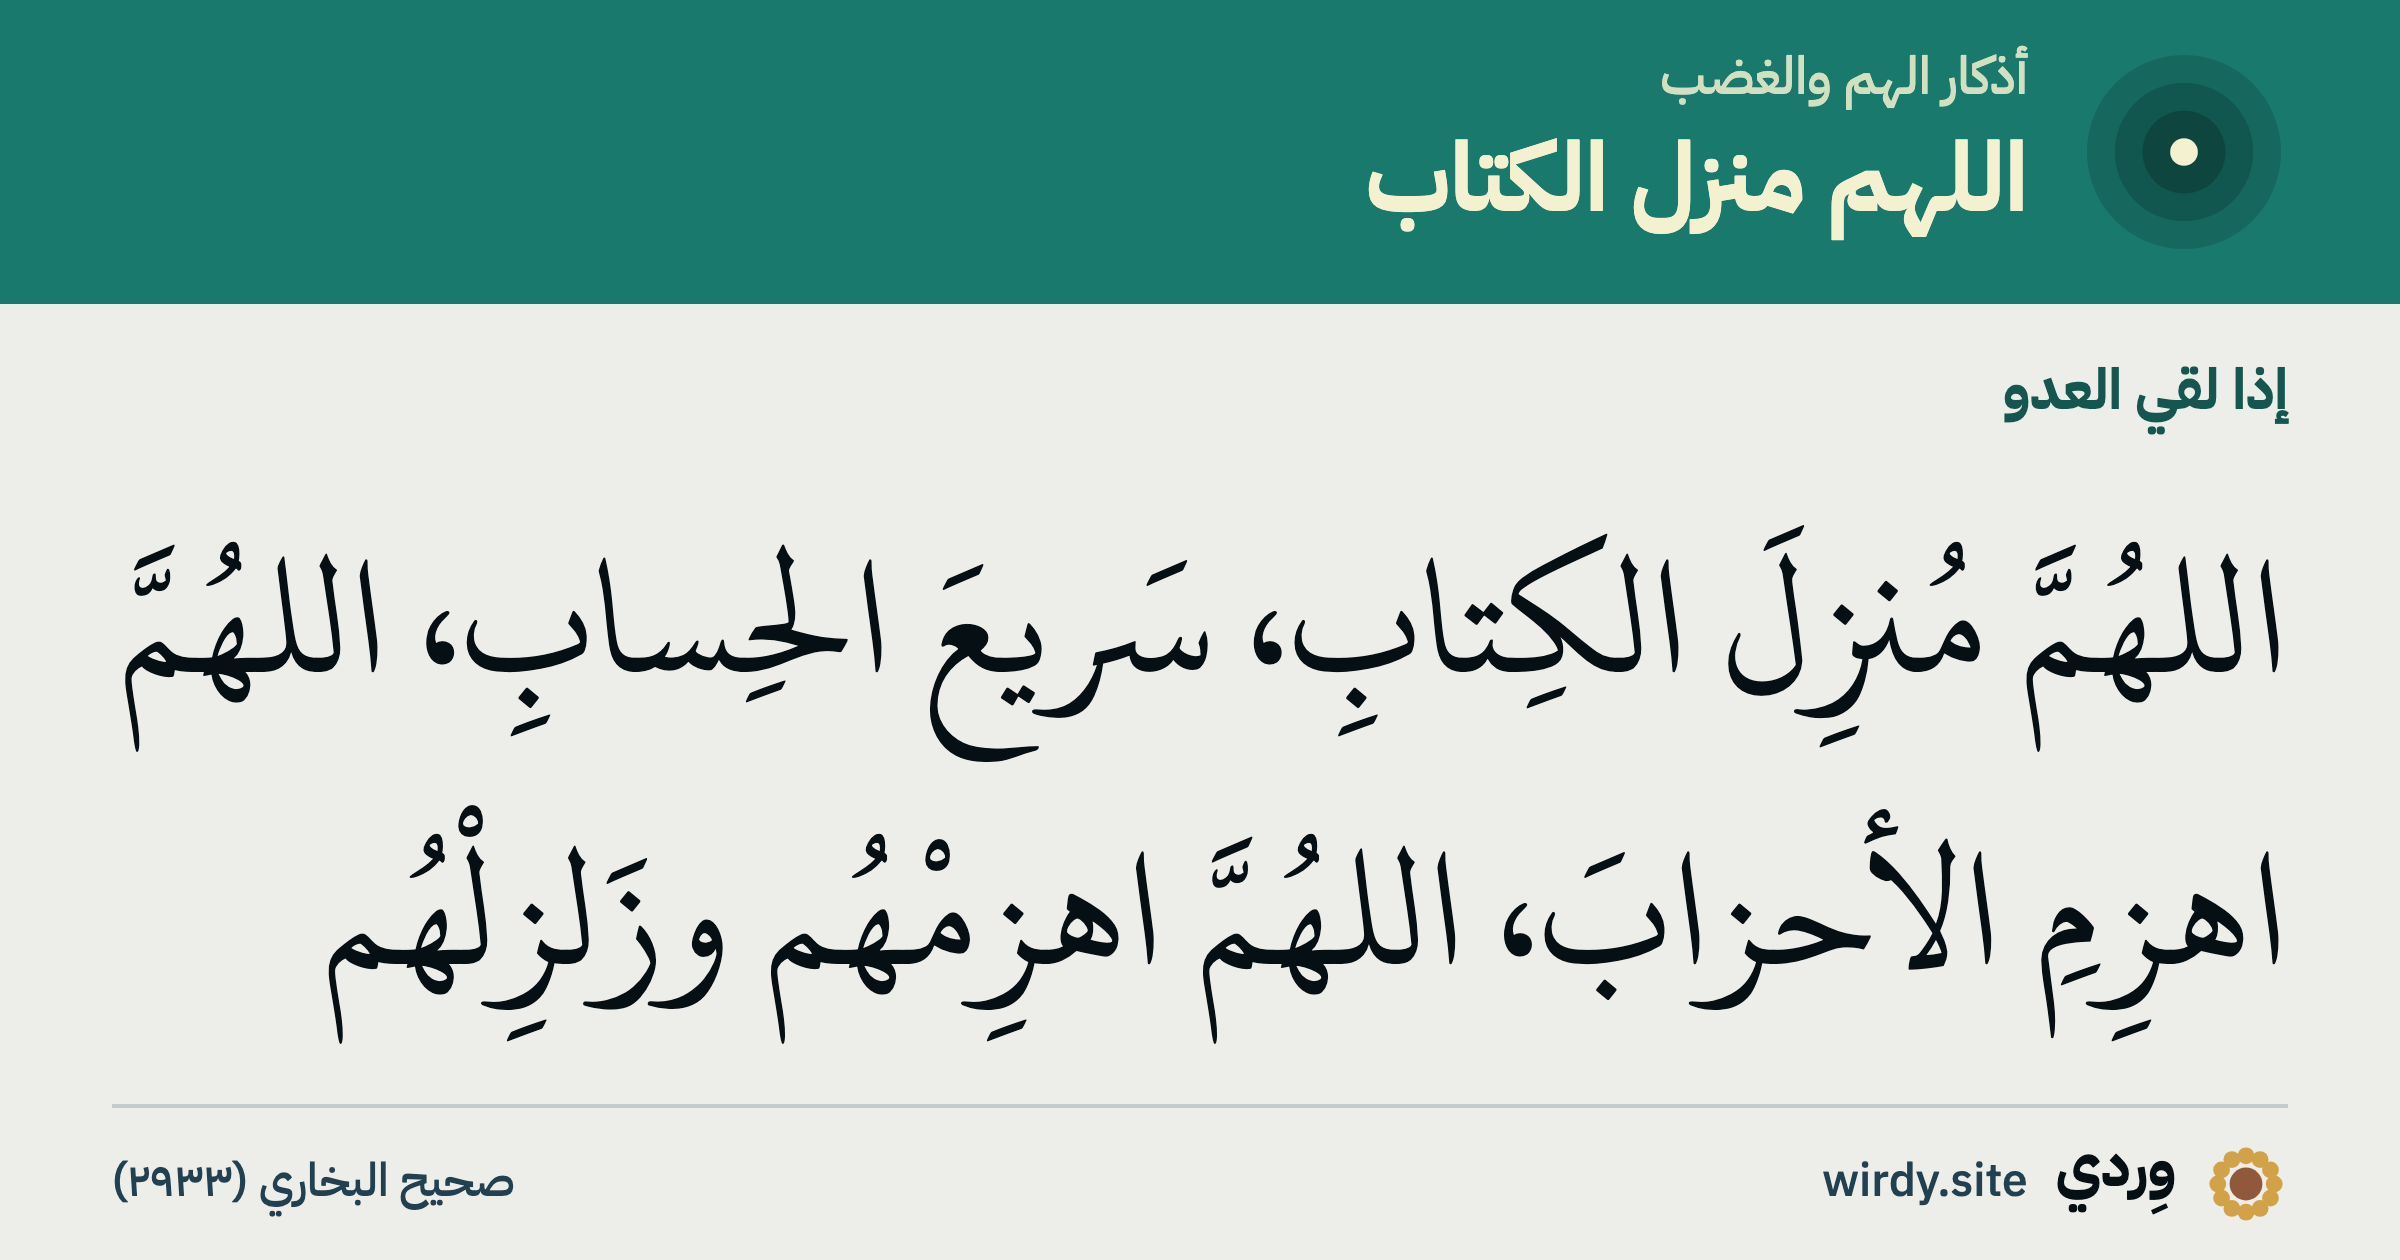 أذكار الهم والغضب
اللهم منزل الكتاب
إذا لقي العدو
اللهُمَّ مُنزِلَ الكِتابِ، سَريعَ الحِسابِ، اللهُمَّ
اهزِمِ الأحزابَ، اللهُمَّ اهزِمْهُم وزَلزِلْهُم
وِردي wirdy.site
صحيح البخاري (٢٩٣٣)